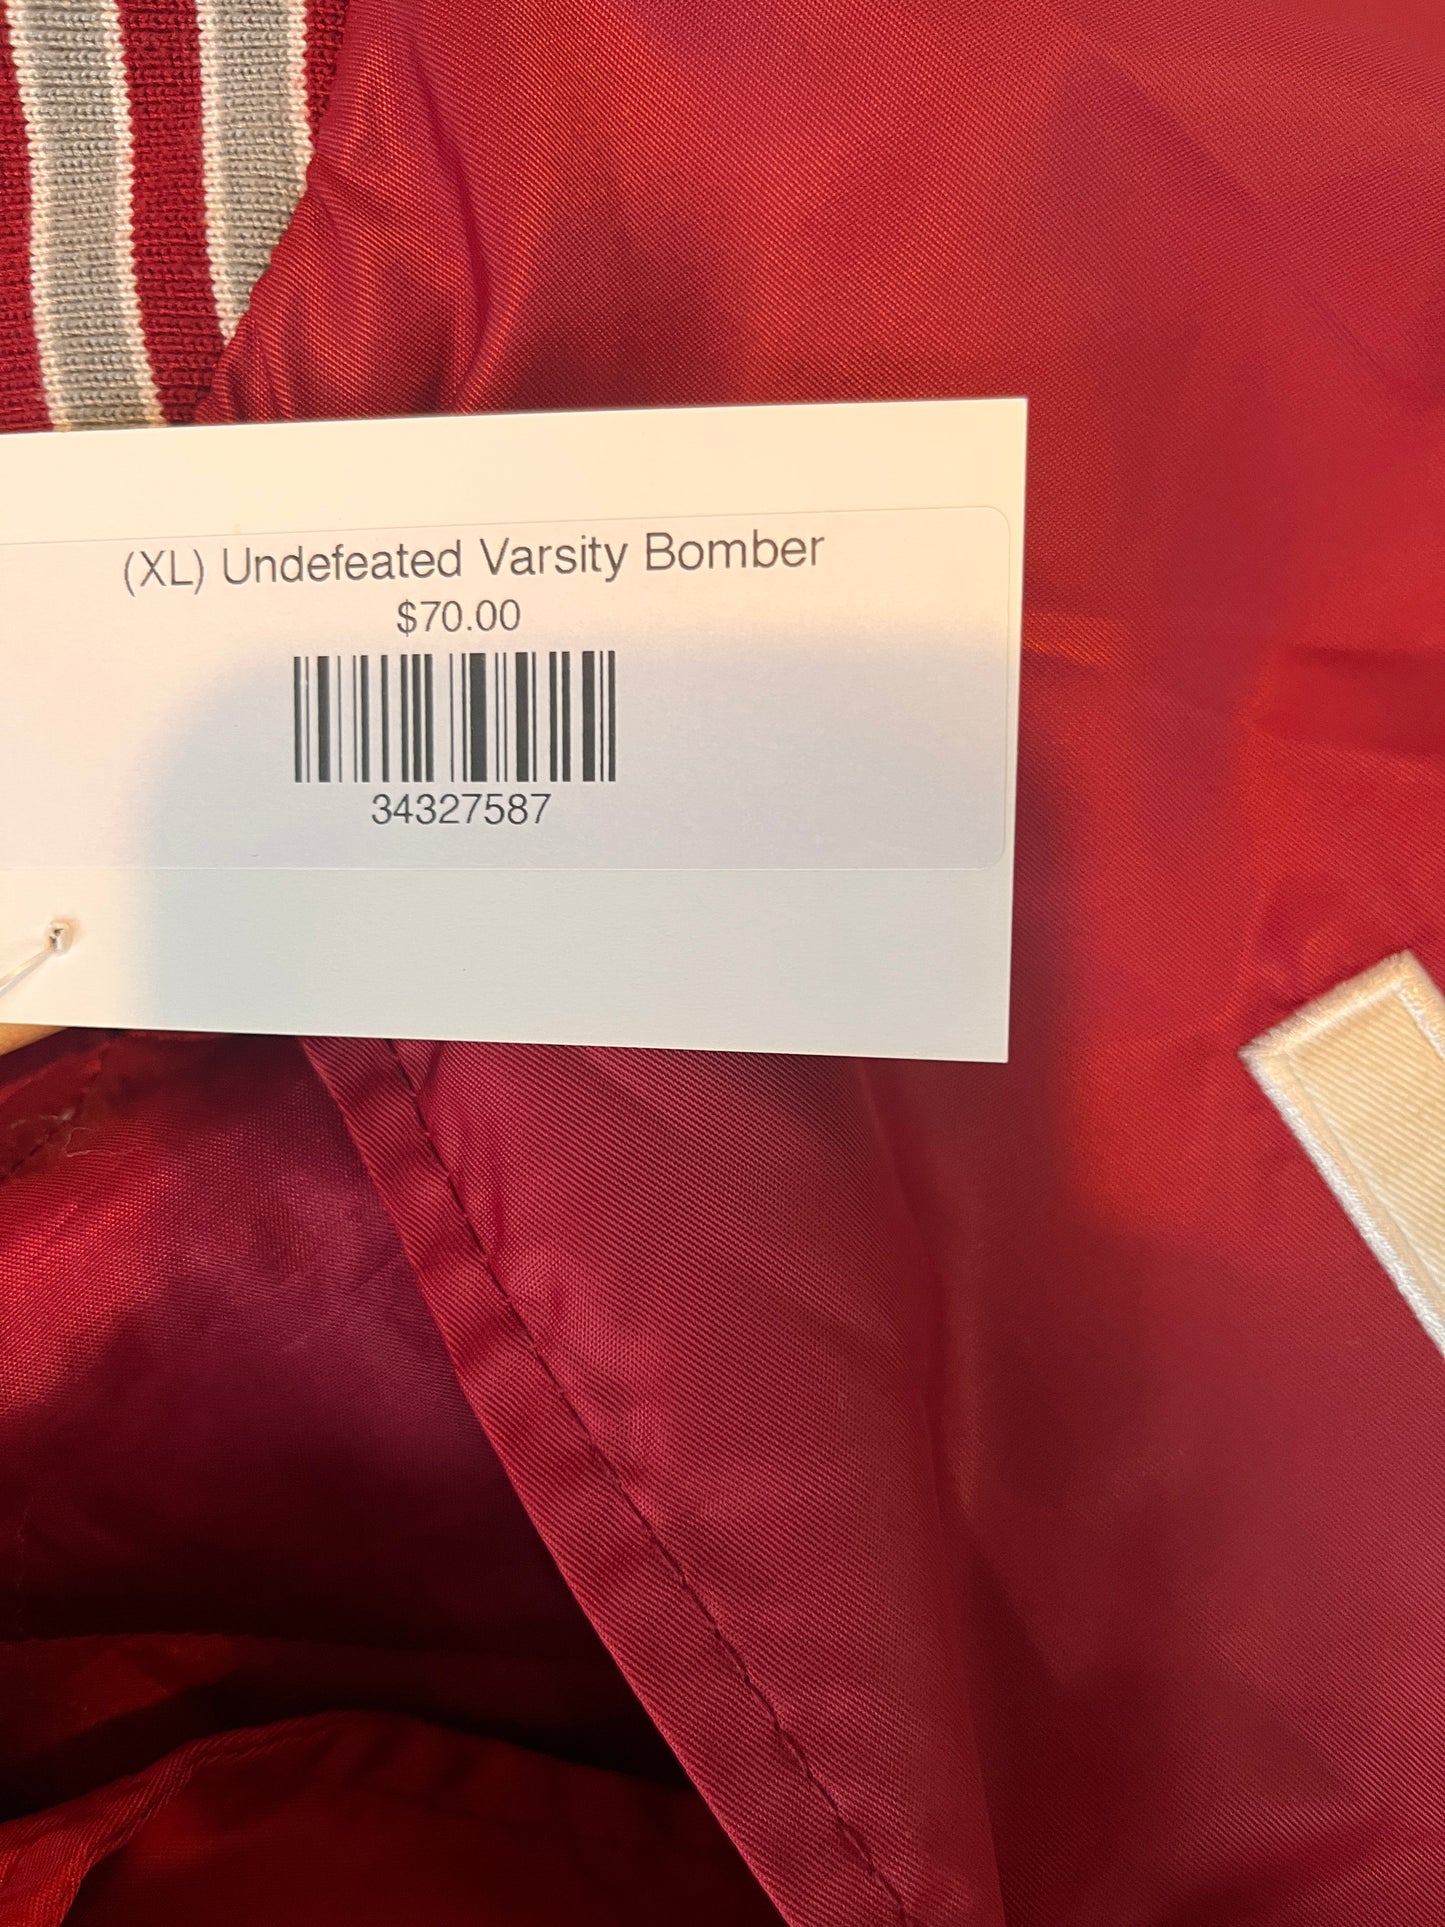 (XL) Undefeated Varsity Bomber
$70.00
34327587